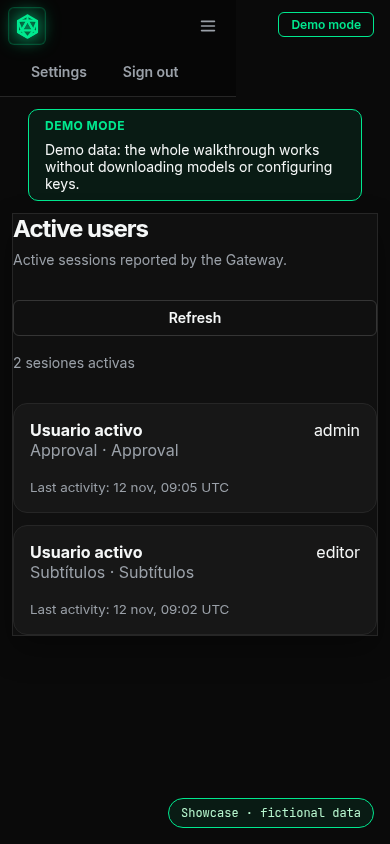 Demo mode
Settings
Sign out
DEMO MODE
Demo data: the whole walkthrough works
without downloading models or configuring
keys.
Active users
Active sessions reported by the Gateway.
Refresh
2 sesiones activas
Usuario activo
admin
Approval · Approval
Last activity: 12 nov, 09:05 UTC
Usuario activo
editor
Subtítulos · Subtítulos
Last activity: 12 nov, 09:02 UTC
Showcase · fictional data